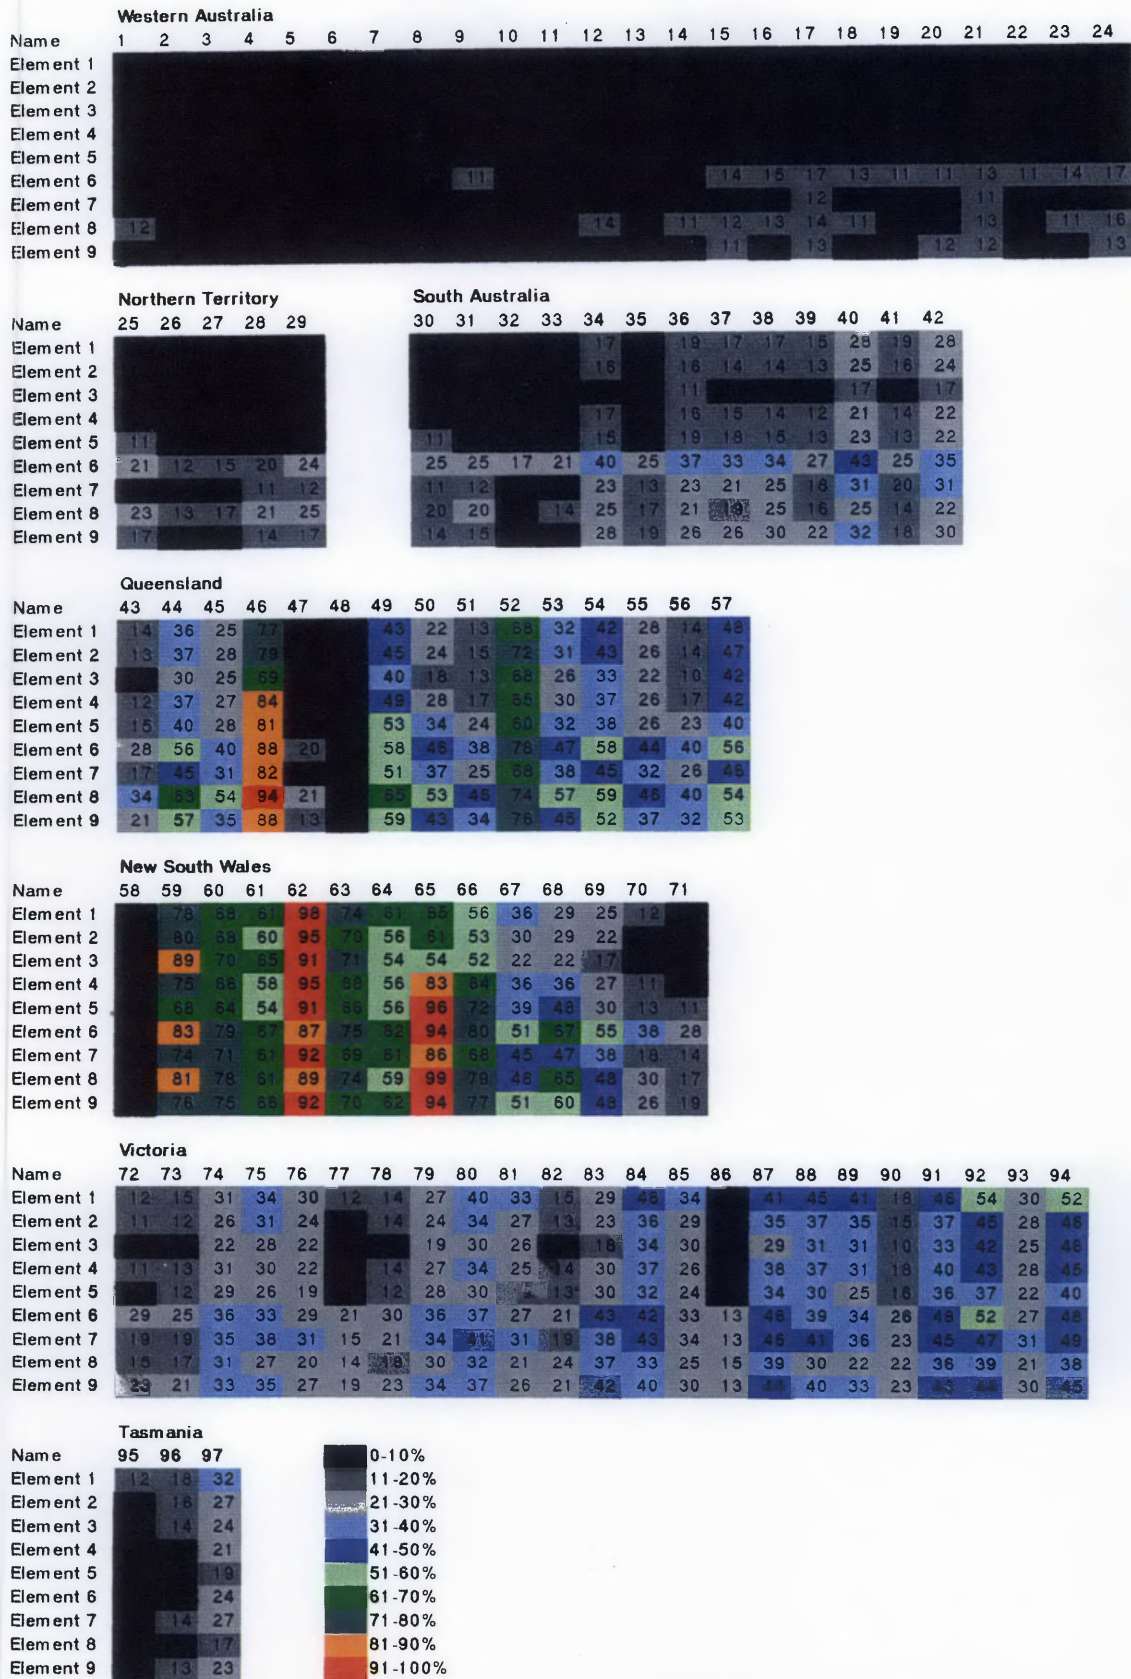 Western Australia
Name 1 2 3 4 5 6 7 8 9 10 11 12 13 14 15 16 17 18 19 20 21 22 23 24
Element 1
Element 2
Element 3
Element 4
Element 5
Element 6 11 14 15 17 13 11 11 13 11 14 17
Element 7 12 11
Element 8 12 14 11 12 13 14 11 13 11 16
Element 9 11 13 12 12 13
Northern Territory South Australia
Name 25 26 27 28 29 30 31 32 33 34 35 36 37 38 39 40 41 42
Element 1 17 19 17 17 15 28 19 28
Element 2 16 16 14 14 13 25 16 24
Element 3 11 17 17
Element 4 17 16 15 14 12 21 14 22
Element 5 11 11 15 19 18 15 13 23 13 22
Element 6 21 12 15 20 24 25 25 17 21 40 25 37 33 34 27 43 25 35
Element 7 11 12 11 12 23 13 23 21 25 18 31 20 31
Element 8 23 13 17 21 25 20 20 14 25 17 21 19 25 16 25 14 22
Element 9 17 14 17 14 15 28 19 26 26 30 22 32 18 30
Queensland
Name 43 44 45 46 47 48 49 50 51 52 53 54 55 56 57
Element 1 14 36 25 77 43 22 13 68 32 42 28 14 48
Element 2 13 37 28 79 45 24 15 72 31 43 26 14 47
Element 3 30 25 69 40 18 13 68 26 33 22 10 42
Element 4 12 37 27 84 49 28 17 65 30 37 26 17 42
Element 5 15 40 28 81 53 34 24 60 32 38 26 23 40
Element 6 28 56 40 88 20 58 46 38 78 47 58 44 40 56
Element 7 17 45 31 82 51 37 25 68 38 45 32 26 46
Element 8 34 63 54 94 21 65 53 46 74 57 59 45 40 54
Element 9 21 57 35 88 13 59 43 34 76 45 52 37 32 53
New South Wales
Name 58 59 60 61 62 63 64 65 66 67 68 69 70 71
Element 1 78 68 61 98 74 61 65 56 36 29 25 12
Element 2 80 68 60 95 70 56 61 53 30 29 22
Element 3 89 70 65 91 71 54 54 52 22 22 17
Element 4 75 66 58 95 68 56 83 64 36 36 27 11
Element 5 68 64 54 91 66 56 96 72 39 48 30 13 11
Element 6 83 79 67 87 75 62 94 80 51 67 55 38 28
Element 7 74 71 61 92 69 61 86 68 45 47 38 18 14
Element 8 81 78 61 89 74 59 99 79 46 65 48 30 17
Element 9 76 75 66 92 70 62 94 77 51 60 48 26 19
Victoria
Name 72 73 74 75 76 77 78 79 80 81 82 83 84 85 86 87 88 89 90 91 92 93 94
Element 1 12 15 31 34 30 12 14 27 40 33 15 29 46 34 41 45 41 18 46 54 30 52
Element 2 11 12 26 31 24 14 24 34 27 13 23 36 29 35 37 35 15 37 45 28 46
Element 3 22 28 22 19 30 26 18 34 30 29 31 31 10 33 42 25 46
Element 4 11 13 31 30 22 14 27 34 25 14 30 37 26 38 37 31 18 40 43 28 45
Element 5 12 29 26 19 12 28 30 13 30 32 24 34 30 25 16 36 37 22 40
Element 6 29 25 36 33 29 21 30 36 37 27 21 43 42 33 13 46 39 34 26 48 52 27 48
Element 7 19 19 35 38 31 15 21 34 41 31 19 38 43 34 13 46 41 36 23 45 47 31 49
Element 8 15 17 31 27 20 14 18 30 32 21 24 37 33 25 15 39 30 22 22 36 39 21 38
Element 9 23 21 33 35 27 19 23 34 37 26 21 42 40 30 13 44 40 33 23 43 44 30 45
Tasmania
Name 95 96 97 0-10%
Element 1 12 18 32 11-20%
Element 2 16 27 21-30%
Element 3 14 24 31-40%
Element 4 21 41-50%
Element 5 19 51-60%
Element 6 24 61-70%
Element 7 14 27 71-80%
Element 8 17 81-90%
Element 9 13 23 91-100%